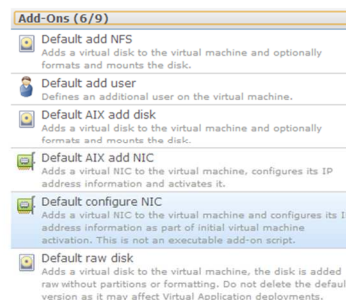 Add-Ons (6/9)
Default add NFS
Adds a virtual disk to the virtual machine and optionally
formats and mounts the disk.
Default add user
Defines an additional user on the virtual machine.
Default AIX add disk
Adds a virtual disk to the virtual machine and optionally
formats and mounts the disk.
Default AIX add NIC
Adds a virtual NIC to the virtual machine, configures its IP
address information and activates it.
Default configure NIC
Adds a virtual NIC to the virtual machine and configures its I
address information as part of initial virtual machine
activation. This is not an executable add-on script.
Default raw disk
Adds a virtual disk to the virtual machine, the disk is added
raw without partitions or formatting. Do not delete the defaul
version as it may affect Virtual Application deployments.